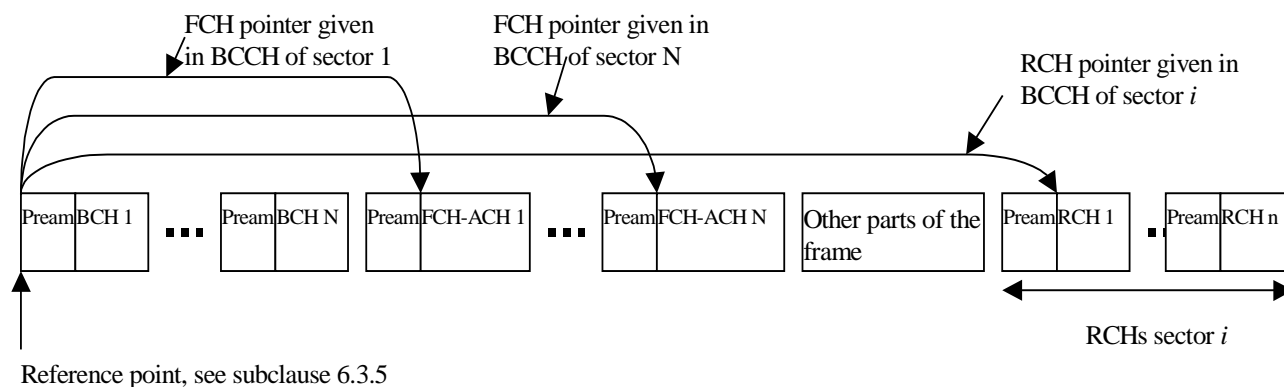 FCH pointer given
in BCCH of sector 1
FCH pointer given in
BCCH of sector N
RCH pointer given in
BCCH of sector i
Pream BCH 1
Pream BCH N
Pream FCH-ACH 1
Pream FCH-ACH N
Other parts of the
frame
Pream RCH 1
Pream RCH n
RCHs sector i
Reference point, see subclause 6.3.5